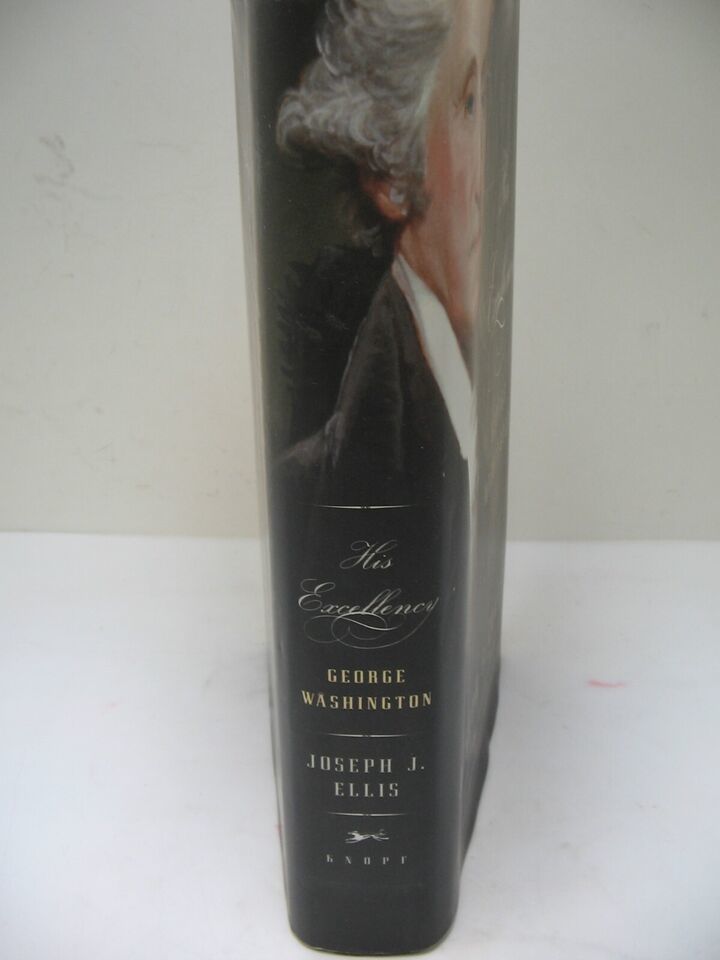 His
Excellency
GEORGE
WASHINGTON
JOSEPH J.
ELLIS
KNOPF